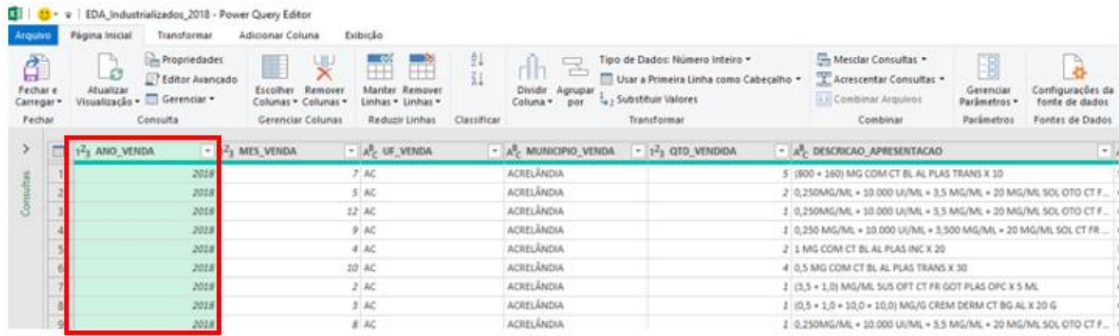 EDA_Industrializados_2018 - Power Query Editor
Arquivo Página Inicial Transformar Adicionar Coluna Exibição
Fechar e Carregar
Fechar
Atualizar Visualização
Propriedades
Editor Avançado
Gerenciar
Consulta
Escolher Colunas
Remover Colunas
Gerenciar Colunas
Manter Linhas
Remover Linhas
Reduzir Linhas
Classificar
Dividir Coluna
Agrupar por
Tipo de Dados: Número Inteiro
Usar a Primeira Linha como Cabeçalho
Substituir Valores
Transformar
Mesclar Consultas
Acrescentar Consultas
Combinar Arquivos
Combinar
Gerenciar Parâmetros
Parâmetros
Configurações da fonte de dados
Fontes de Dados
Consultas
ANO_VENDA MES_VENDA UF_VENDA MUNICIPIO_VENDA QTD_VENDIDA DESCRICAO_APRESENTACAO
1 2018 7 AC ACRELÂNDIA 5 (800 + 160) MG COM CT BL AL PLAS TRANS X 10
2 2018 5 AC ACRELÂNDIA 2 0,250MG/ML + 10.000 UI/ML + 3,5 MG/ML + 20 MG/ML SOL OTO CT F...
3 2018 12 AC ACRELÂNDIA 1 0,250MG/ML + 10.000 UI/ML + 3,5 MG/ML + 20 MG/ML SOL OTO CT F...
4 2018 9 AC ACRELÂNDIA 1 0,250 MG/ML + 10.000 UI/ML + 3,500 MG/ML + 20 MG/ML SOL CT FR ...
5 2018 4 AC ACRELÂNDIA 2 1 MG COM CT BL AL PLAS INC X 20
6 2018 10 AC ACRELÂNDIA 4 0,5 MG COM CT BL AL PLAS TRANS X 30
7 2018 2 AC ACRELÂNDIA 1 (3,5 + 1,0) MG/ML SUS OFT CT FR GOT PLAS OPC X 5 ML
8 2018 3 AC ACRELÂNDIA 1 (0,5 + 1,0 + 10,0 + 10,0) MG/G CREM DERM CT BG AL X 20 G
9 2018 8 AC ACRELÂNDIA 1 0,250MG/ML + 10.000 UI/ML + 3,5 MG/ML + 20 MG/ML SOL OTO CT F...